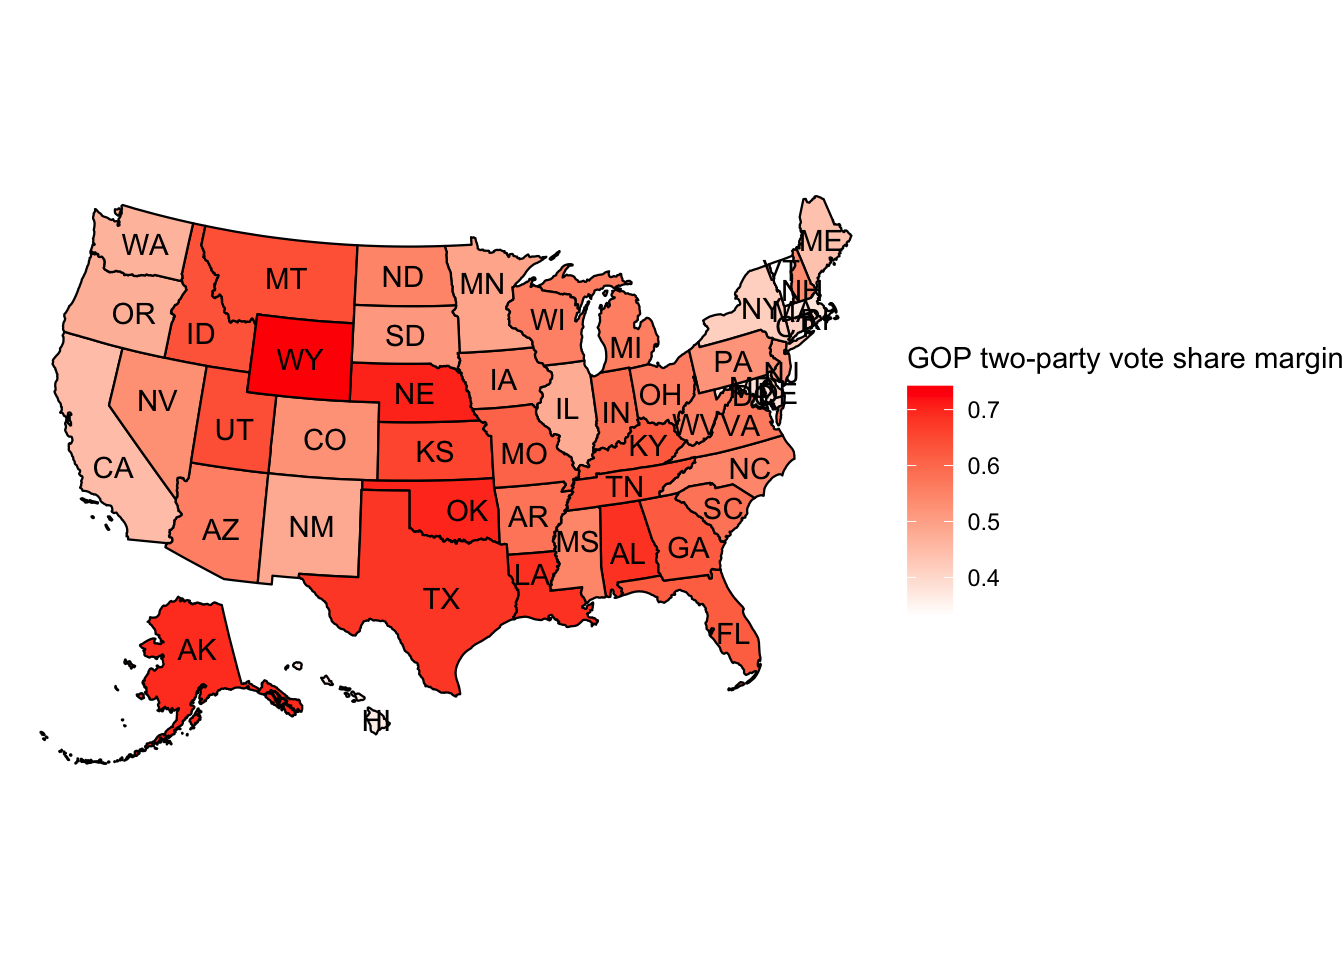 WA
MT
ND
MN
ME
VT
NH
OR
ID
SD
WI
MI
NY
MA
CT
RI
WY
NE
IA
PA
NJ
NV
UT
CO
IL
IN
OH
MD
DE
DC
CA
KS
MO
KY
WV
VA
AZ
NM
OK
AR
TN
NC
SC
TX
LA
MS
AL
GA
FL
AK
HI
GOP two-party vote share margin
0.7
0.6
0.5
0.4